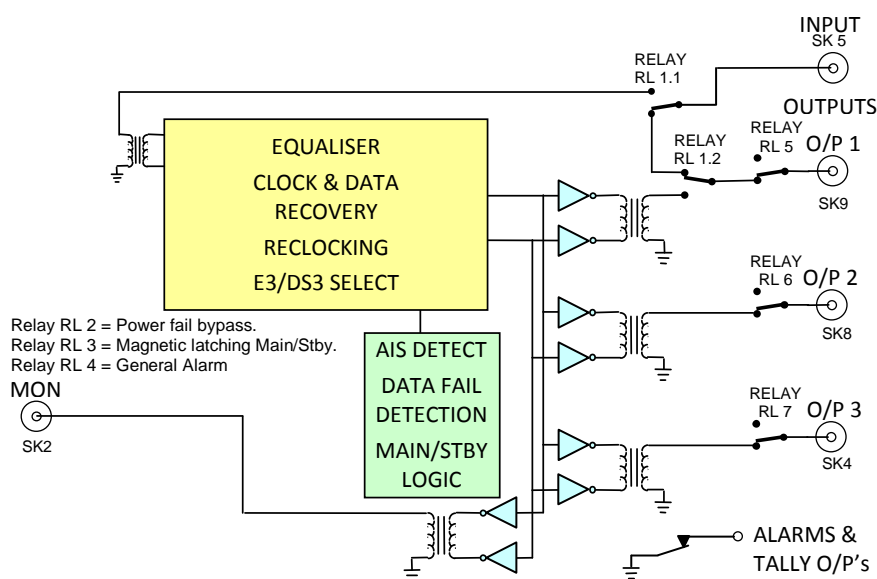 INPUT
SK 5
RELAY
RL 1.1
OUTPUTS
RELAY
RL 5
O/P 1
RELAY
RL 1.2
SK9
EQUALISER
CLOCK & DATA
RECOVERY
RECLOCKING
E3/DS3 SELECT
RELAY
RL 6
O/P 2
SK8
Relay RL 2 = Power fail bypass.
Relay RL 3 = Magnetic latching Main/Stby.
Relay RL 4 = General Alarm
MON
SK2
AIS DETECT
DATA FAIL
DETECTION
MAIN/STBY
LOGIC
RELAY
RL 7
O/P 3
SK4
ALARMS &
TALLY O/P's